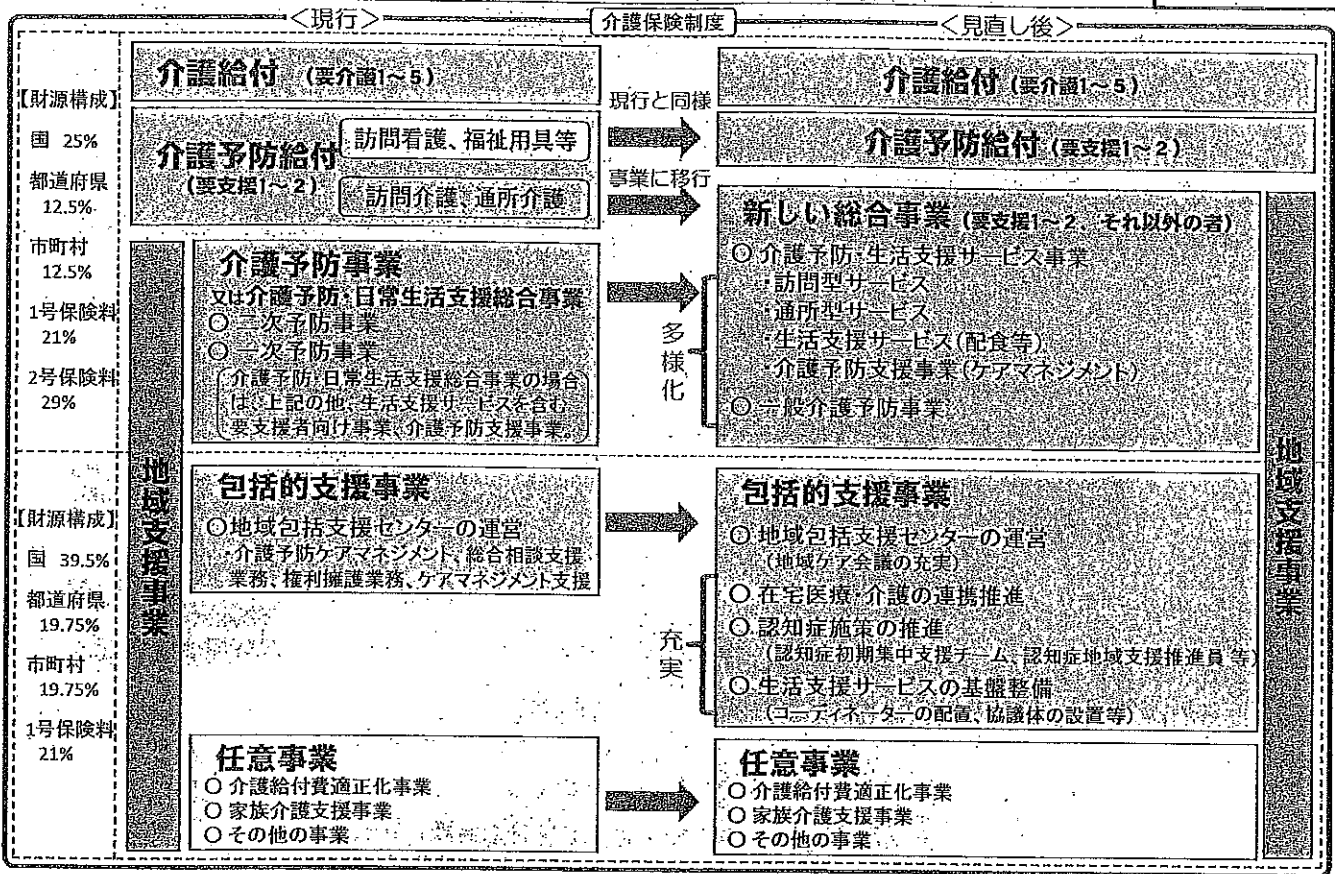 <現行>
介護保険制度
<見直し後>
【財源構成】
国 25%
都道府県
12.5%
市町村
12.5%
1号保険料
21%
2号保険料
29%
【財源構成】
国 39.5%
都道府県
19.75%
市町村
19.75%
1号保険料
21%
介護給付 (要介護1~5)
介護予防給付
(要支援1~2)
訪問看護、福祉用具等
訪問介護、通所介護
地域支援事業
介護予防事業
又は介護予防・日常生活支援総合事業
○ 二次予防事業
○ 一次予防事業
介護予防・日常生活支援総合事業の場合
は、上記の他、生活支援サービスを含む
要支援者向け事業、介護予防支援事業。
包括的支援事業
○地域包括支援センターの運営
・介護予防ケアマネジメント、総合相談支援
業務、権利擁護業務、ケアマネジメント支援
任意事業
○ 介護給付費適正化事業
○ 家族介護支援事業
○ その他の事業
現行と同様
事業に移行
多様化
充実
介護給付 (要介護1~5)
介護予防給付 (要支援1~2)
新しい総合事業 (要支援1~2、それ以外の者)
○ 介護予防・生活支援サービス事業
・訪問型サービス
・通所型サービス
・生活支援サービス(配食等)
・介護予防支援事業(ケアマネジメント)
○ 一般介護予防事業
包括的支援事業
○ 地域包括支援センターの運営
(地域ケア会議の充実)
○ 在宅医療・介護の連携推進
○ 認知症施策の推進
(認知症初期集中支援チーム、認知症地域支援推進員 等)
○ 生活支援サービスの基盤整備
(コーディネーターの配置、協議体の設置等)
任意事業
○ 介護給付費適正化事業
○ 家族介護支援事業
○ その他の事業
地域支援事業